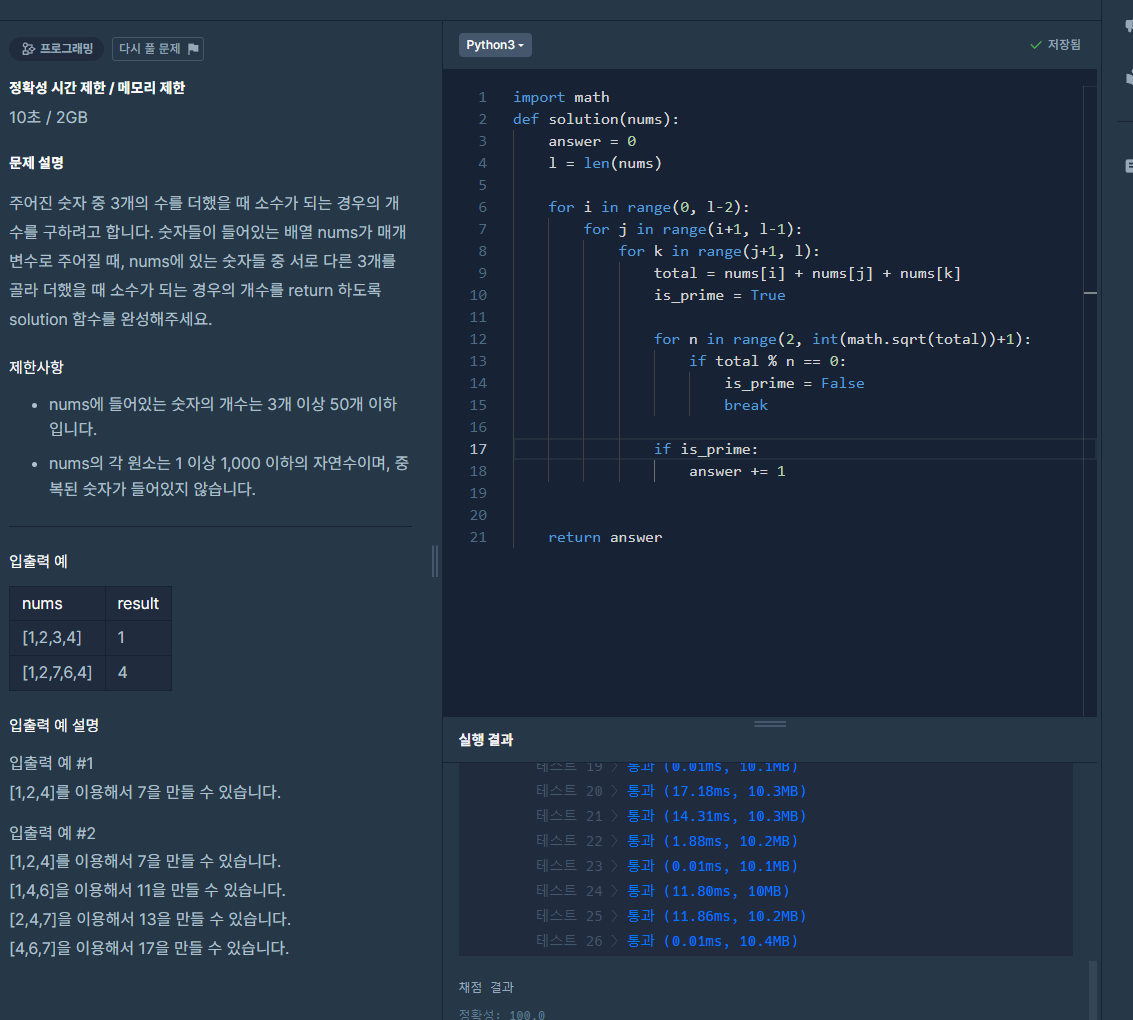 프로그래밍
다시 풀 문제
정확성 시간 제한 / 메모리 제한
10초 / 2GB
문제 설명
주어진 숫자 중 3개의 수를 더했을 때 소수가 되는 경우의 개
수를 구하려고 합니다. 숫자들이 들어있는 배열 nums가 매개
변수로 주어질 때, nums에 있는 숫자들 중 서로 다른 3개를
골라 더했을 때 소수가 되는 경우의 개수를 return 하도록
solution 함수를 완성해주세요.
제한사항
• nums에 들어있는 숫자의 개수는 3개 이상 50개 이하
입니다.
• nums의 각 원소는 1 이상 1,000 이하의 자연수이며, 중
복된 숫자가 들어있지 않습니다.
입출력 예
nums result
[1,2,3,4] 1
[1,2,7,6,4] 4
입출력 예 설명
입출력 예 #1
[1,2,4]를 이용해서 7을 만들 수 있습니다.
입출력 예 #2
[1,2,4]를 이용해서 7을 만들 수 있습니다.
[1,4,6]을 이용해서 11을 만들 수 있습니다.
[2,4,7]을 이용해서 13을 만들 수 있습니다.
[4,6,7]을 이용해서 17을 만들 수 있습니다.
Python3
저장됨
1 import math
2 def solution(nums):
3 answer = 0
4 l = len(nums)
5
6 for i in range(0, l-2):
7 for j in range(i+1, l-1):
8 for k in range(j+1, l):
9 total = nums[i] + nums[j] + nums[k]
10 is_prime = True
11
12 for n in range(2, int(math.sqrt(total))+1):
13 if total % n == 0:
14 is_prime = False
15 break
16
17 if is_prime:
18 answer += 1
19
20
21 return answer
실행 결과
테스트 19 > 통과 (0.01ms, 10.1MB)
테스트 20 > 통과 (17.18ms, 10.3MB)
테스트 21 > 통과 (14.31ms, 10.3MB)
테스트 22 > 통과 (1.88ms, 10.2MB)
테스트 23 > 통과 (0.01ms, 10.1MB)
테스트 24 > 통과 (11.80ms, 10MB)
테스트 25 > 통과 (11.86ms, 10.2MB)
테스트 26 > 통과 (0.01ms, 10.4MB)
채점 결과
정확성: 100.0